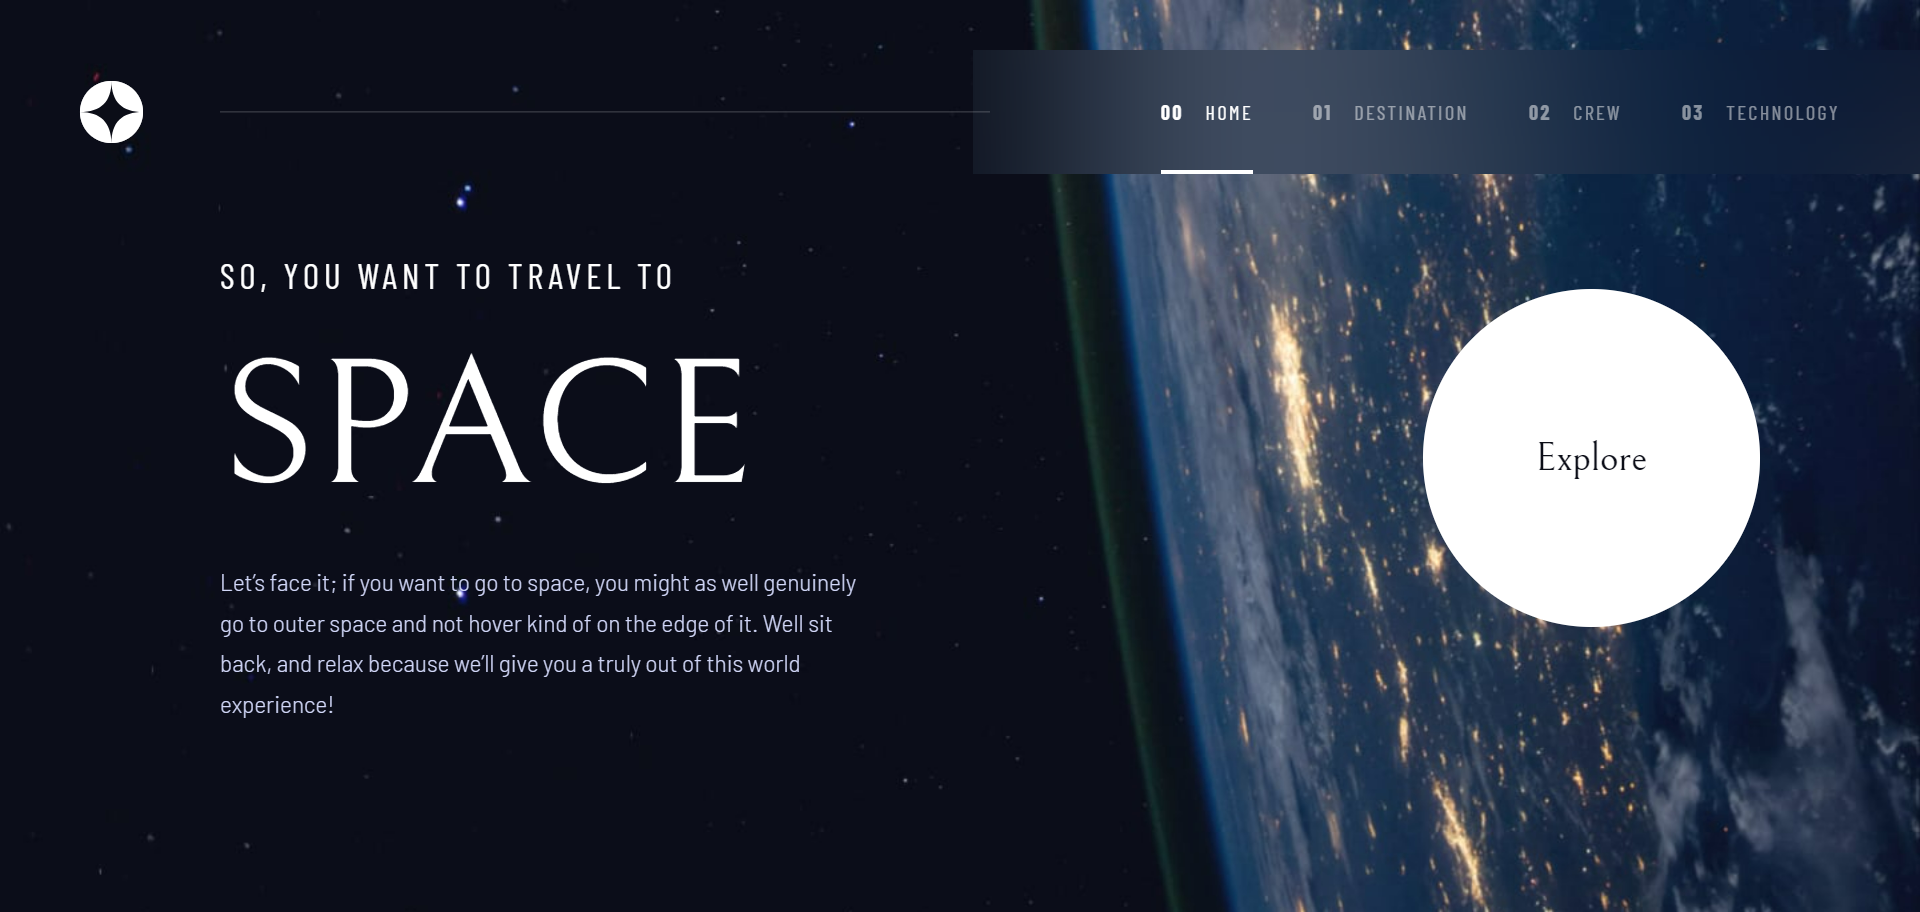 00 HOME 01 DESTINATION 02 CREW 03 TECHNOLOGY
SO, YOU WANT TO TRAVEL TO
SPACE
Let’s face it; if you want to go to space, you might as well genuinely
go to outer space and not hover kind of on the edge of it. Well sit
back, and relax because we’ll give you a truly out of this world
experience!
Explore